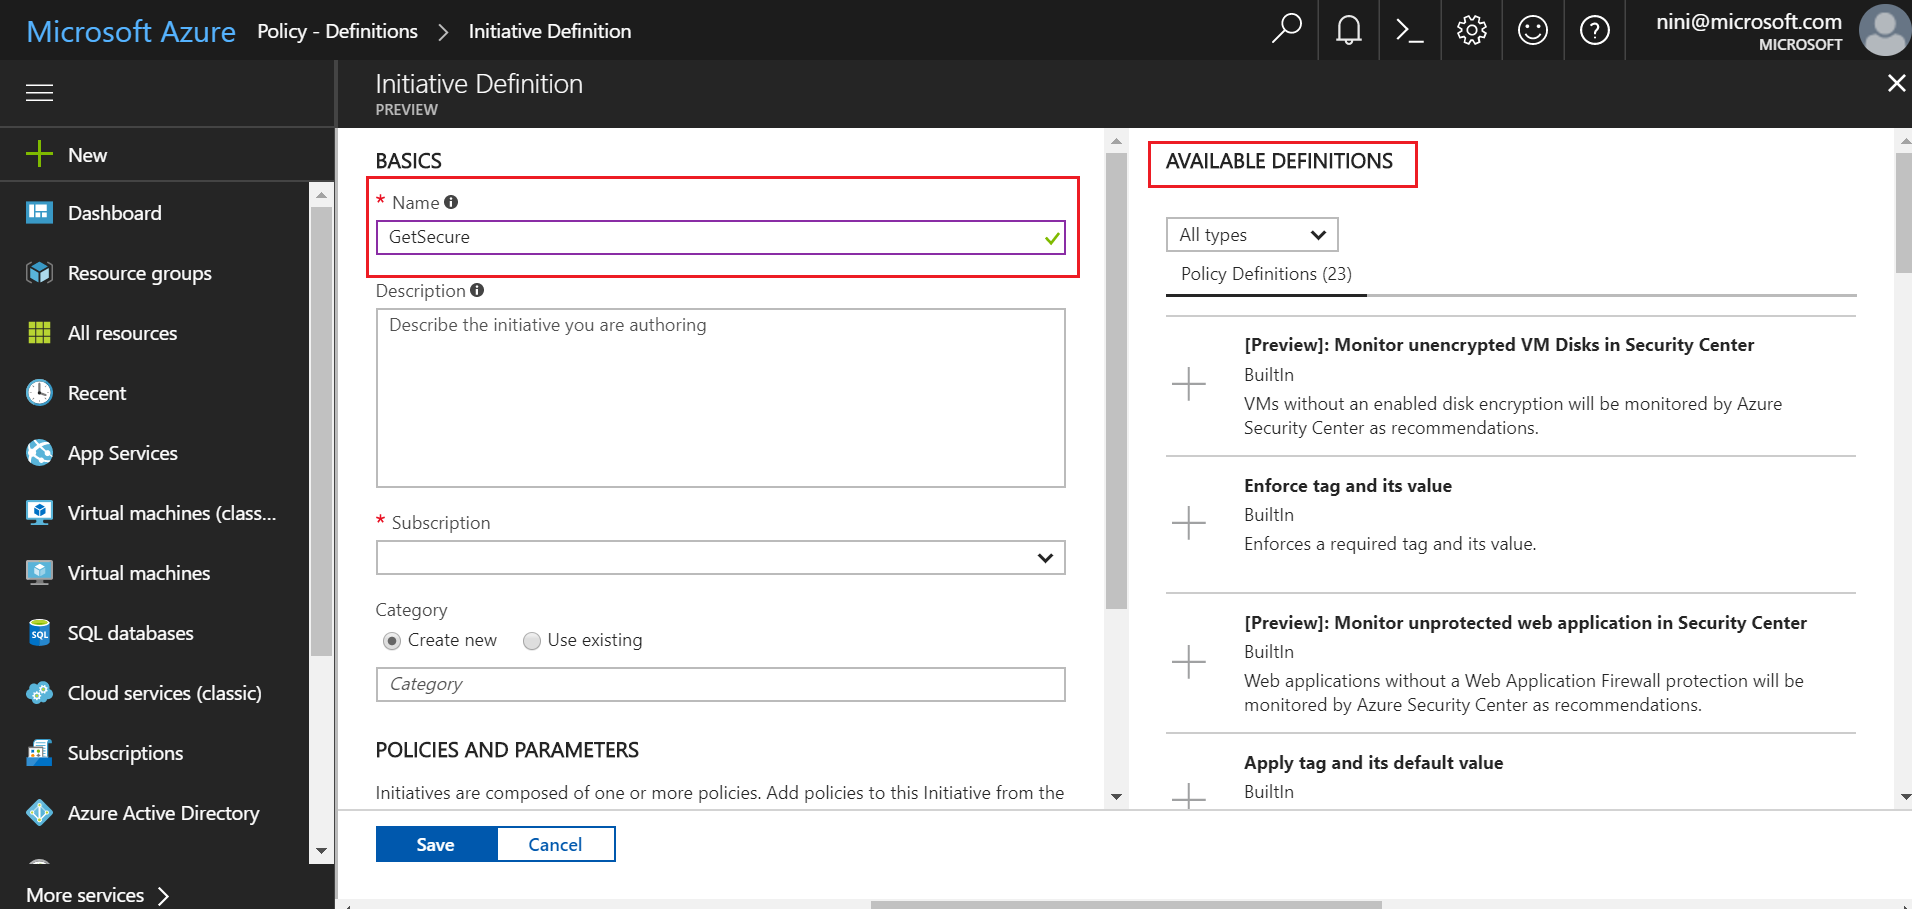 Microsoft Azure Policy - Definitions > Initiative Definition
nini@microsoft.com
MICROSOFT
Initiative Definition
PREVIEW
New
Dashboard
Resource groups
All resources
Recent
App Services
Virtual machines (class...
Virtual machines
SQL databases
Cloud services (classic)
Subscriptions
Azure Active Directory
More services >
BASICS
* Name
GetSecure
Description
Describe the initiative you are authoring
* Subscription
Category
Create new Use existing
Category
POLICIES AND PARAMETERS
Initiatives are composed of one or more policies. Add policies to this Initiative from the
Save Cancel
AVAILABLE DEFINITIONS
All types
Policy Definitions (23)
[Preview]: Monitor unencrypted VM Disks in Security Center
BuiltIn
VMs without an enabled disk encryption will be monitored by Azure
Security Center as recommendations.
Enforce tag and its value
BuiltIn
Enforces a required tag and its value.
[Preview]: Monitor unprotected web application in Security Center
BuiltIn
Web applications without a Web Application Firewall protection will be
monitored by Azure Security Center as recommendations.
Apply tag and its default value
BuiltIn